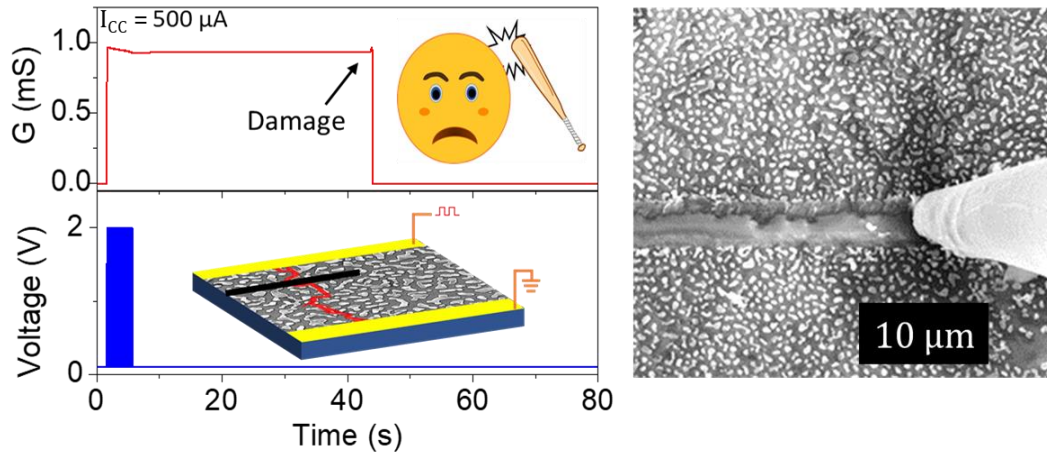 I_CC = 500 μA
G (mS)
1.0
0.5
0.0
Damage
Voltage (V)
2
1
0
0 20 40 60 80
Time (s)
10 μm